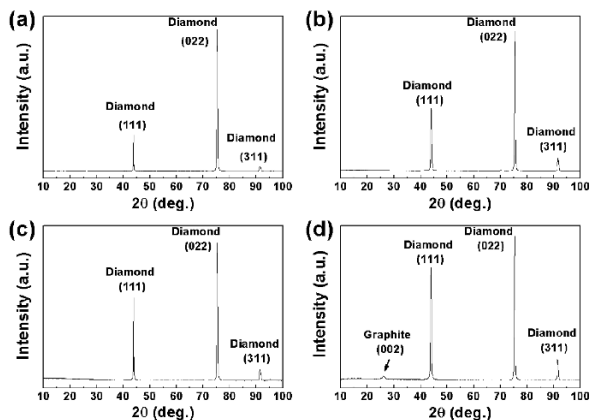 (a)
Diamond
(022)
Diamond
(111)
Diamond
(311)
Intensity (a.u.)
10 20 30 40 50 60 70 80 90 100
2θ (deg.)
(b)
Diamond
(022)
Diamond
(111)
Diamond
(311)
Intensity (a.u.)
10 20 30 40 50 60 70 80 90 100
2θ (deg.)
(c)
Diamond
(022)
Diamond
(111)
Diamond
(311)
Intensity (a.u.)
10 20 30 40 50 60 70 80 90 100
2θ (deg.)
(d)
Diamond
(022)
Diamond
(111)
Graphite
(002)
Diamond
(311)
Intensity (a.u.)
10 20 30 40 50 60 70 80 90 100
2θ (deg.)